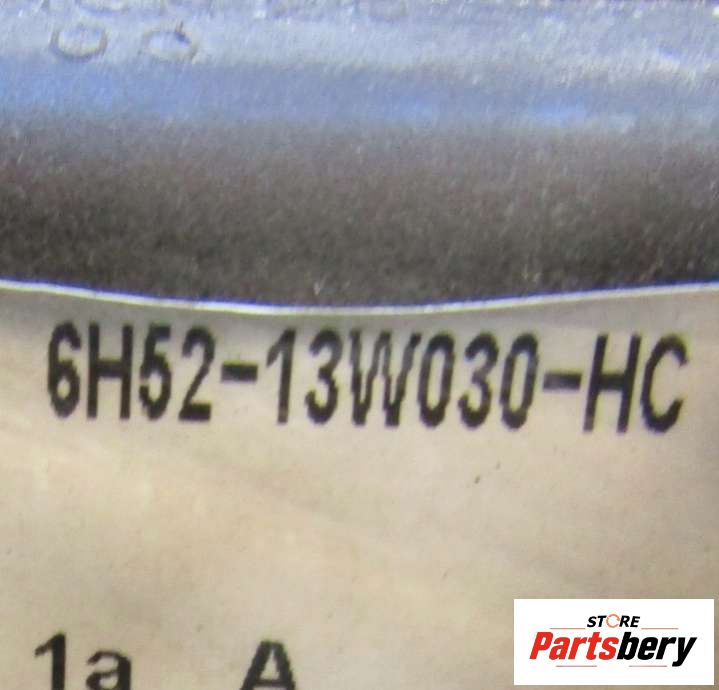 6H52-13W030-HC
1a A
STORE
Partsbery